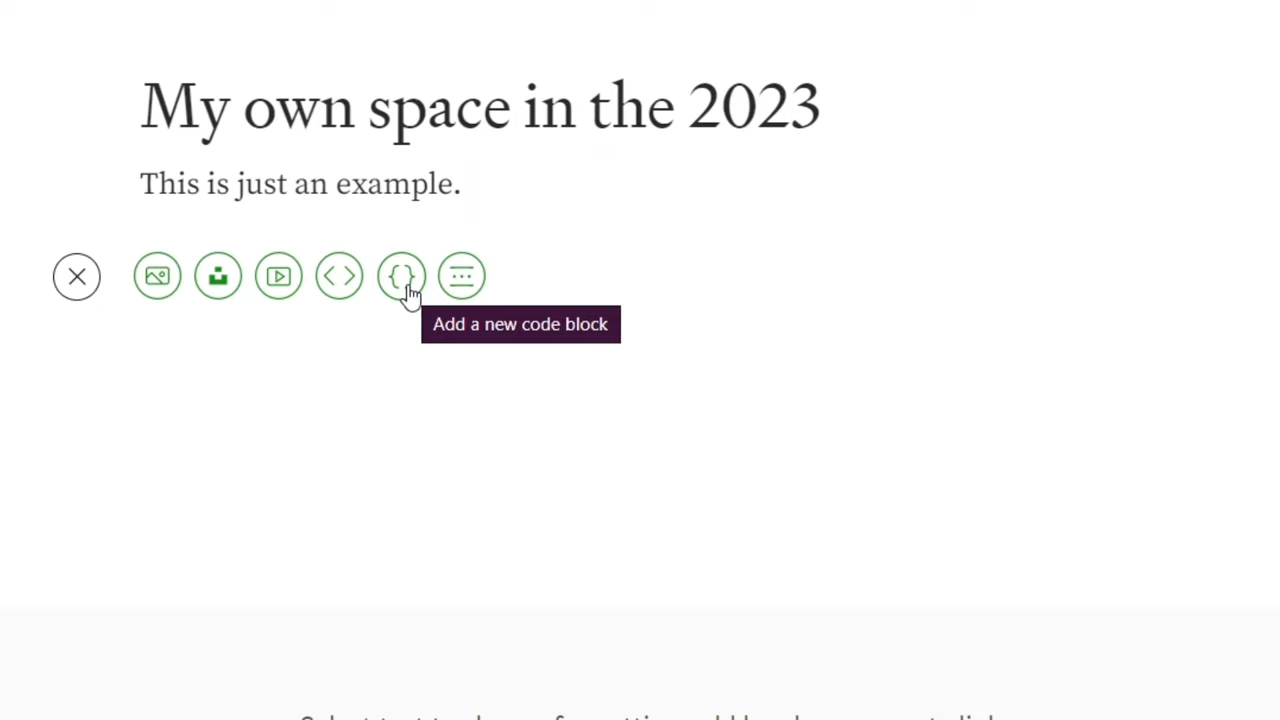 My own space in the 2023
This is just an example.
Add a new code block